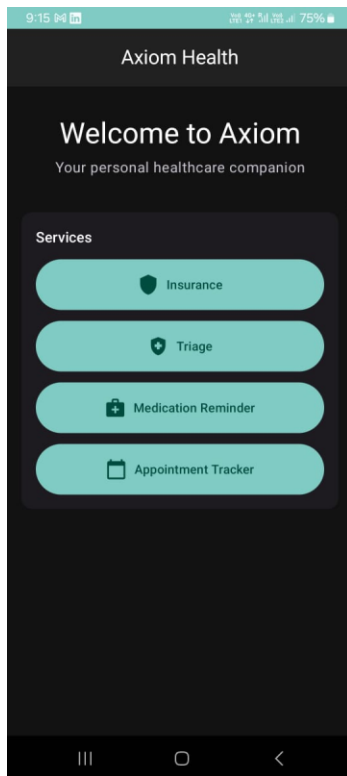 9:15
75%
Axiom Health
Welcome to Axiom
Your personal healthcare companion
Services
Insurance
Triage
Medication Reminder
Appointment Tracker